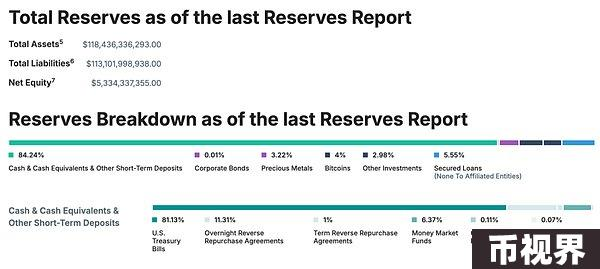 Total Reserves as of the last Reserves Report
Total Assets⁵ $118,436,336,293.00
Total Liabilities⁶ $113,101,998,938.00
Net Equity⁷ $5,334,337,355.00
Reserves Breakdown as of the last Reserves Report
84.24% 0.01% 3.22% 4% 2.98% 5.55%
Cash & Cash Equivalents & Other Short-Term Deposits Corporate Bonds Precious Metals Bitcoins Other Investments Secured Loans
(None To Affiliated Entities)
Cash & Cash Equivalents &
Other Short-Term Deposits
81.13% 11.31% 1% 6.37% 0.11% 0.07%
U.S. Overnight Reverse Term Reverse Repurchase Money Market
Treasury Repurchase Agreements Agreements Funds
Bills
币视界